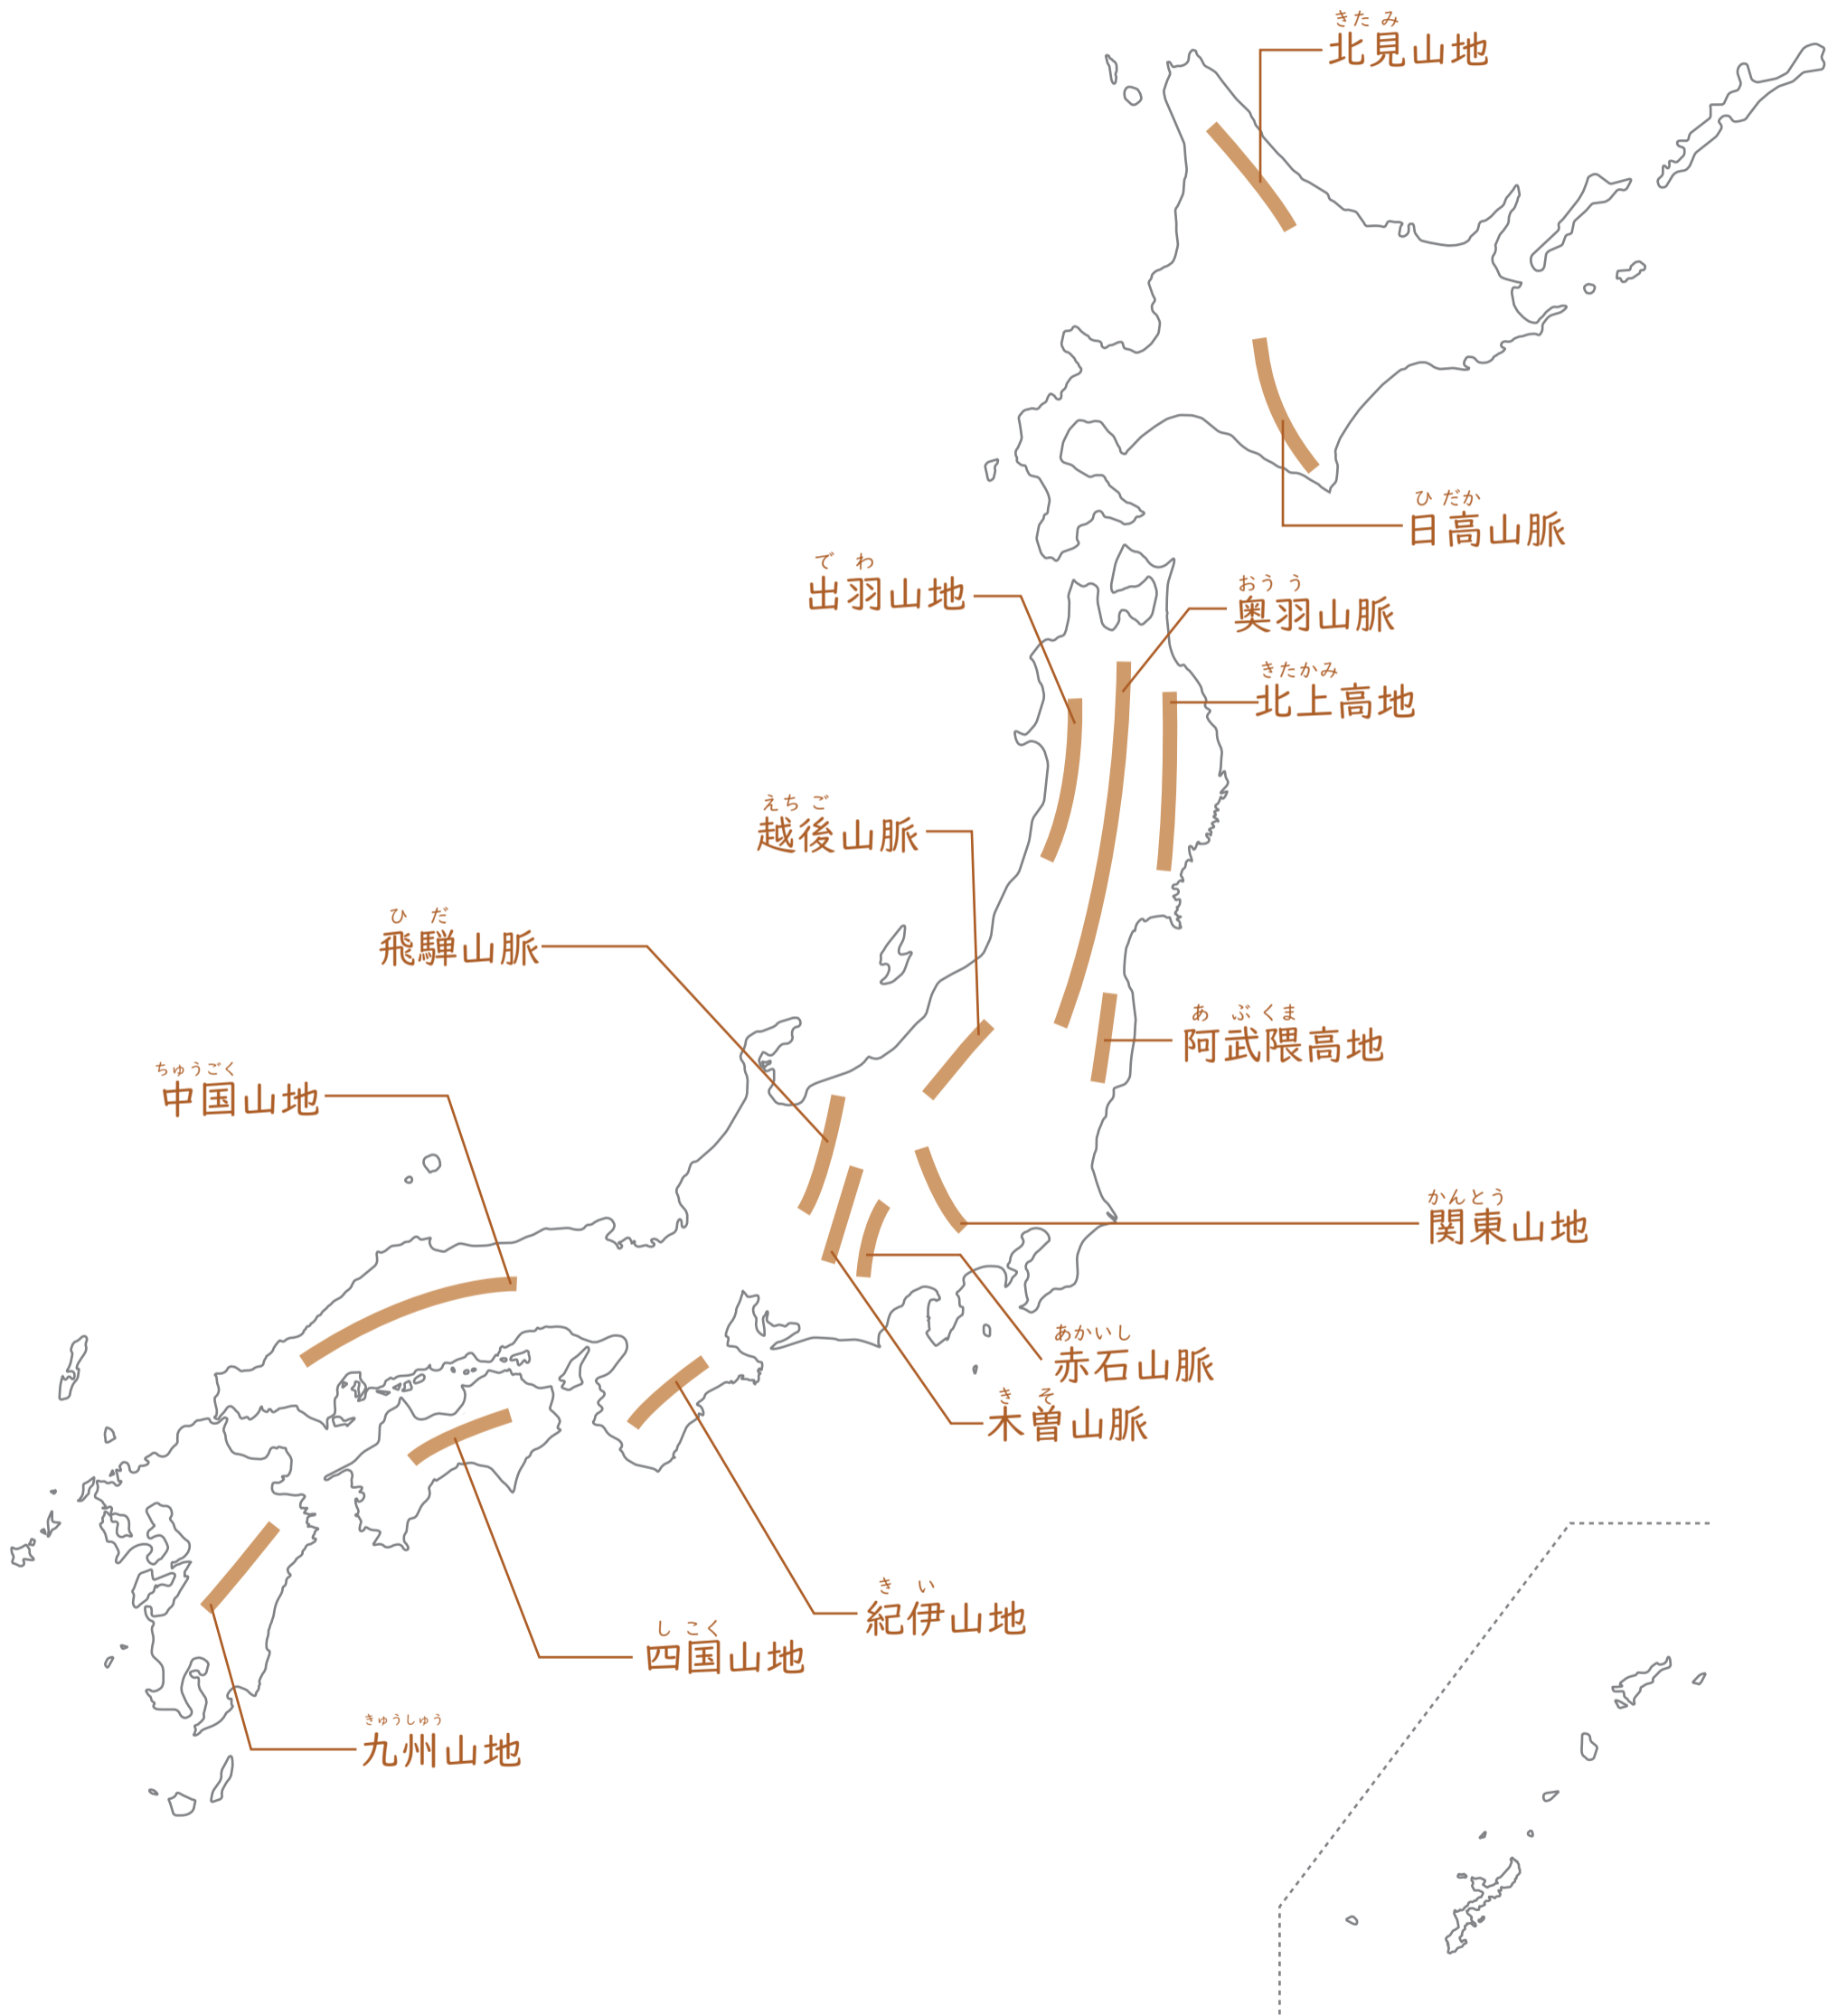 きたみ
北見山地
ひだか
日高山脈
でわ
出羽山地
おうう
奥羽山脈
きたかみ
北上高地
えちご
越後山脈
ひだ
飛騨山脈
あぶくま
阿武隈高地
ちゅうごく
中国山地
かんとう
関東山地
あかいし
赤石山脈
きそ
木曽山脈
きい
紀伊山地
しこく
四国山地
きゅうしゅう
九州山地